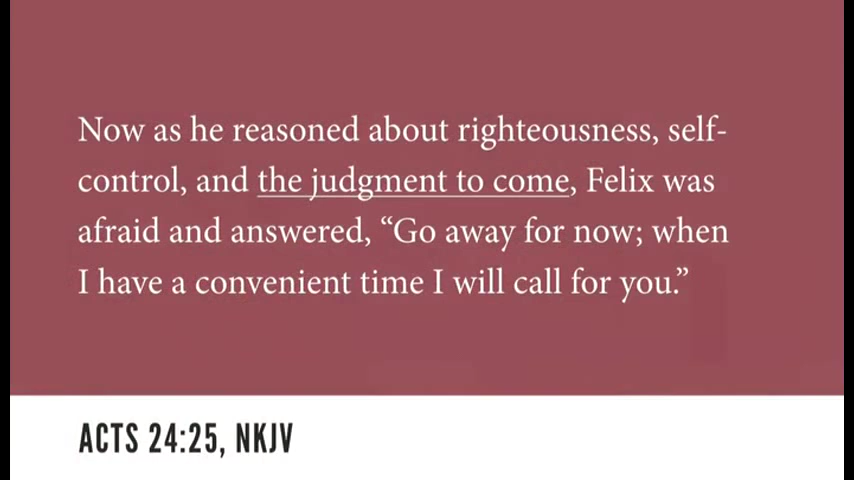 Now as he reasoned about righteousness, self-
control, and the judgment to come, Felix was
afraid and answered, “Go away for now; when
I have a convenient time I will call for you.”
ACTS 24:25, NKJV